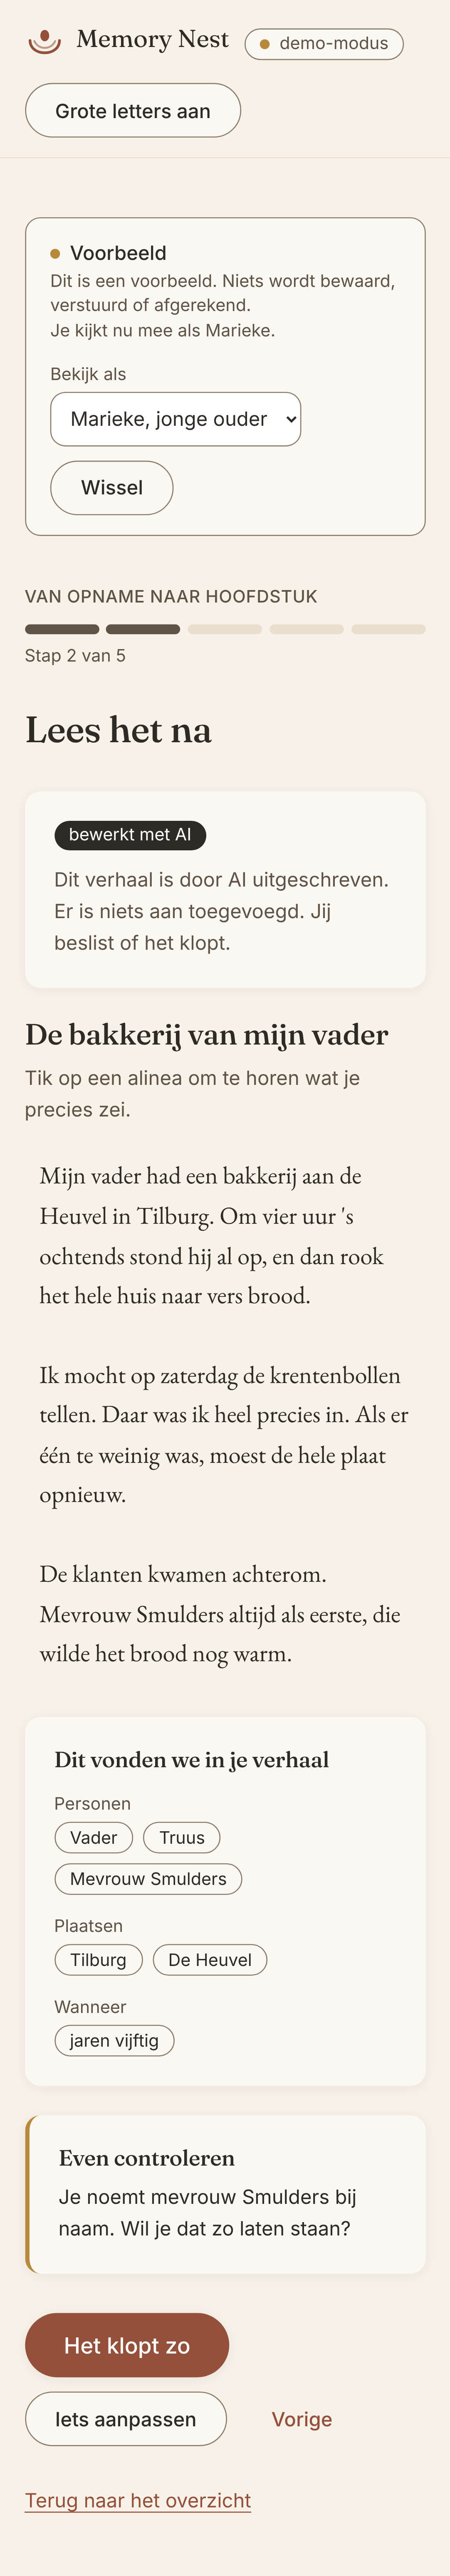 Memory Nest
demo-modus
Grote letters aan
Voorbeeld
Dit is een voorbeeld. Niets wordt bewaard,
verstuurd of afgerekend.
Je kijkt nu mee als Marieke.
Bekijk als
Marieke, jonge ouder
Wissel
VAN OPNAME NAAR HOOFDSTUK
Stap 2 van 5
Lees het na
bewerkt met AI
Dit verhaal is door AI uitgeschreven.
Er is niets aan toegevoegd. Jij
beslist of het klopt.
De bakkerij van mijn vader
Tik op een alinea om te horen wat je
precies zei.
Mijn vader had een bakkerij aan de
Heuvel in Tilburg. Om vier uur 's
ochtends stond hij al op, en dan rook
het hele huis naar vers brood.
Ik mocht op zaterdag de krentenbollen
tellen. Daar was ik heel precies in. Als er
één te weinig was, moest de hele plaat
opnieuw.
De klanten kwamen achterom.
Mevrouw Smulders altijd als eerste, die
wilde het brood nog warm.
Dit vonden we in je verhaal
Personen
Vader
Truus
Mevrouw Smulders
Plaatsen
Tilburg
De Heuvel
Wanneer
jaren vijftig
Even controleren
Je noemt mevrouw Smulders bij
naam. Wil je dat zo laten staan?
Het klopt zo
Iets aanpassen
Vorige
Terug naar het overzicht